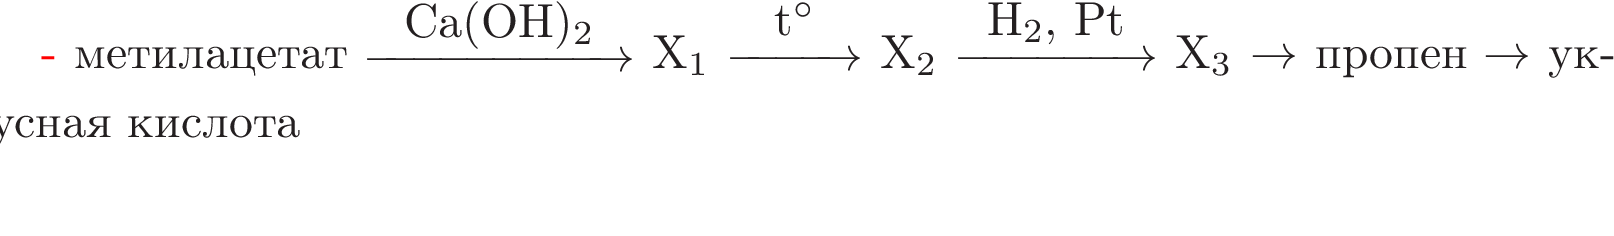 - метилацетат Ca(OH)₂ → X₁ t° → X₂ H₂, Pt → X₃ → пропен → ук-
усная кислота